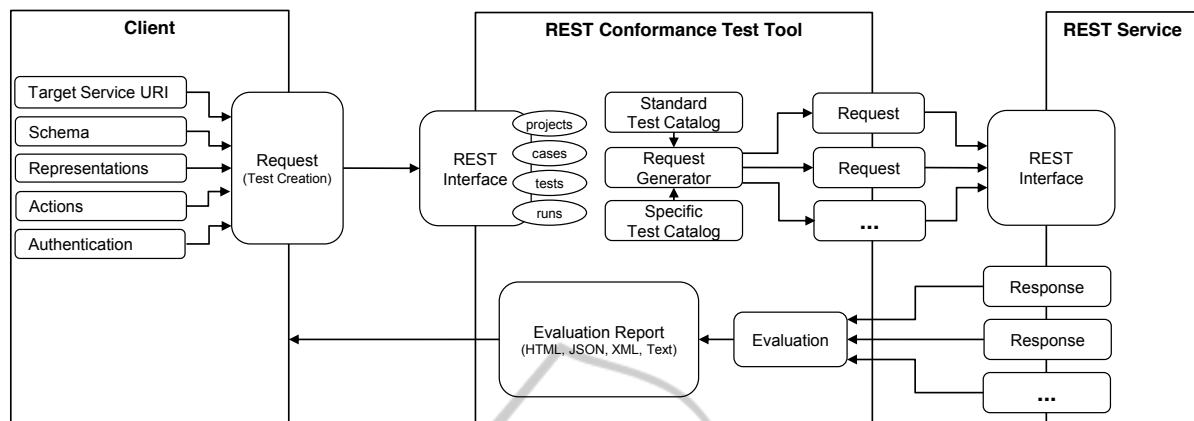 Client
REST Conformance Test Tool
REST Service
Target Service URI
Schema
Representations
Actions
Authentication
Request
(Test Creation)
REST
Interface
projects
cases
tests
runs
Standard
Test Catalog
Request
Generator
Specific
Test Catalog
Request
Request
...
REST
Interface
Response
Response
...
Evaluation
Evaluation Report
(HTML, JSON, XML, Text)